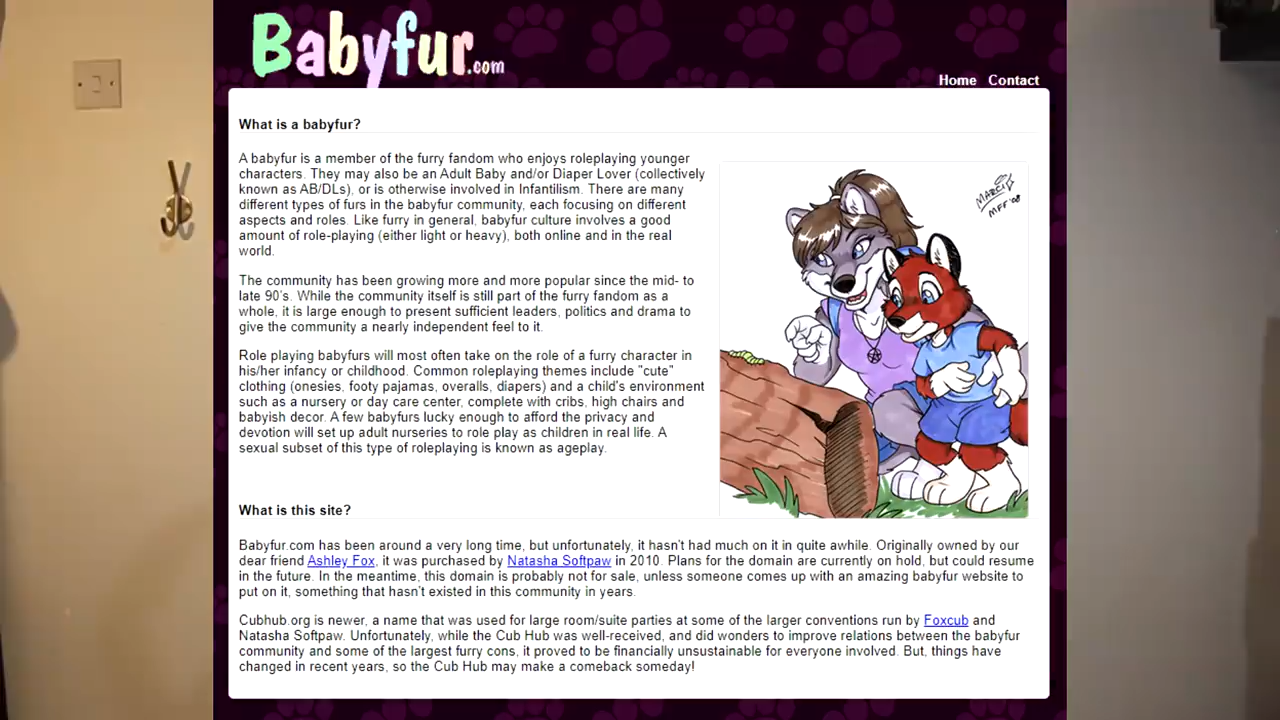 Babyfur.com
Home Contact
What is a babyfur?
A babyfur is a member of the furry fandom who enjoys roleplaying younger
characters. They may also be an Adult Baby and/or Diaper Lover (collectively
known as AB/DLs), or is otherwise involved in Infantilism. There are many
different types of furs in the babyfur community, each focusing on different
aspects and roles. Like furry in general, babyfur culture involves a good
amount of role-playing (either light or heavy), both online and in the real
world.
The community has been growing more and more popular since the mid- to
late 90's. While the community itself is still part of the furry fandom as a
whole, it is large enough to present sufficient leaders, politics and drama to
give the community a nearly independent feel to it.
Role playing babyfurs will most often take on the role of a furry character in
his/her infancy or childhood. Common roleplaying themes include "cute"
clothing (onesies, footy pajamas, overalls, diapers) and a child's environment
such as a nursery or day care center, complete with cribs, high chairs and
babyish decor. A few babyfurs lucky enough to afford the privacy and
devotion will set up adult nurseries to role play as children in real life. A
sexual subset of this type of roleplaying is known as ageplay.
MARCI
MFF '08
What is this site?
Babyfur.com has been around a very long time, but unfortunately, it hasn't had much on it in quite awhile. Originally owned by our
dear friend Ashley Fox, it was purchased by Natasha Softpaw in 2010. Plans for the domain are currently on hold, but could resume
in the future. In the meantime, this domain is probably not for sale, unless someone comes up with an amazing babyfur website to
put on it, something that hasn't existed in this community in years.
Cubhub.org is newer, a name that was used for large room/suite parties at some of the larger conventions run by Foxcub and
Natasha Softpaw. Unfortunately, while the Cub Hub was well-received, and did wonders to improve relations between the babyfur
community and some of the largest furry cons, it proved to be financially unsustainable for everyone involved. But, things have
changed in recent years, so the Cub Hub may make a comeback someday!